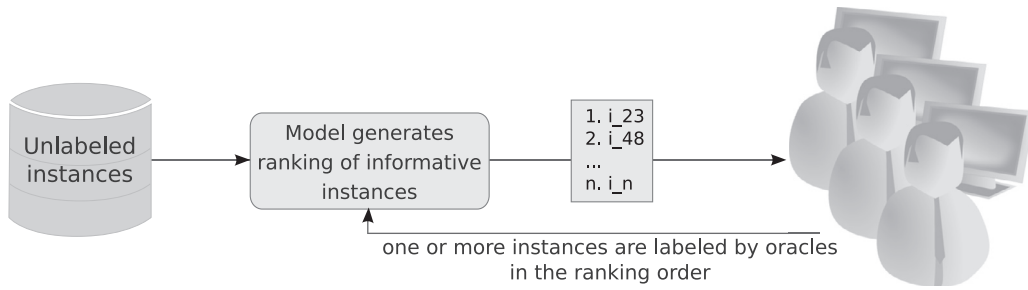 Unlabeled
instances
Model generates
ranking of informative
instances
1. i_23
2. i_48
...
n. i_n
one or more instances are labeled by oracles
in the ranking order